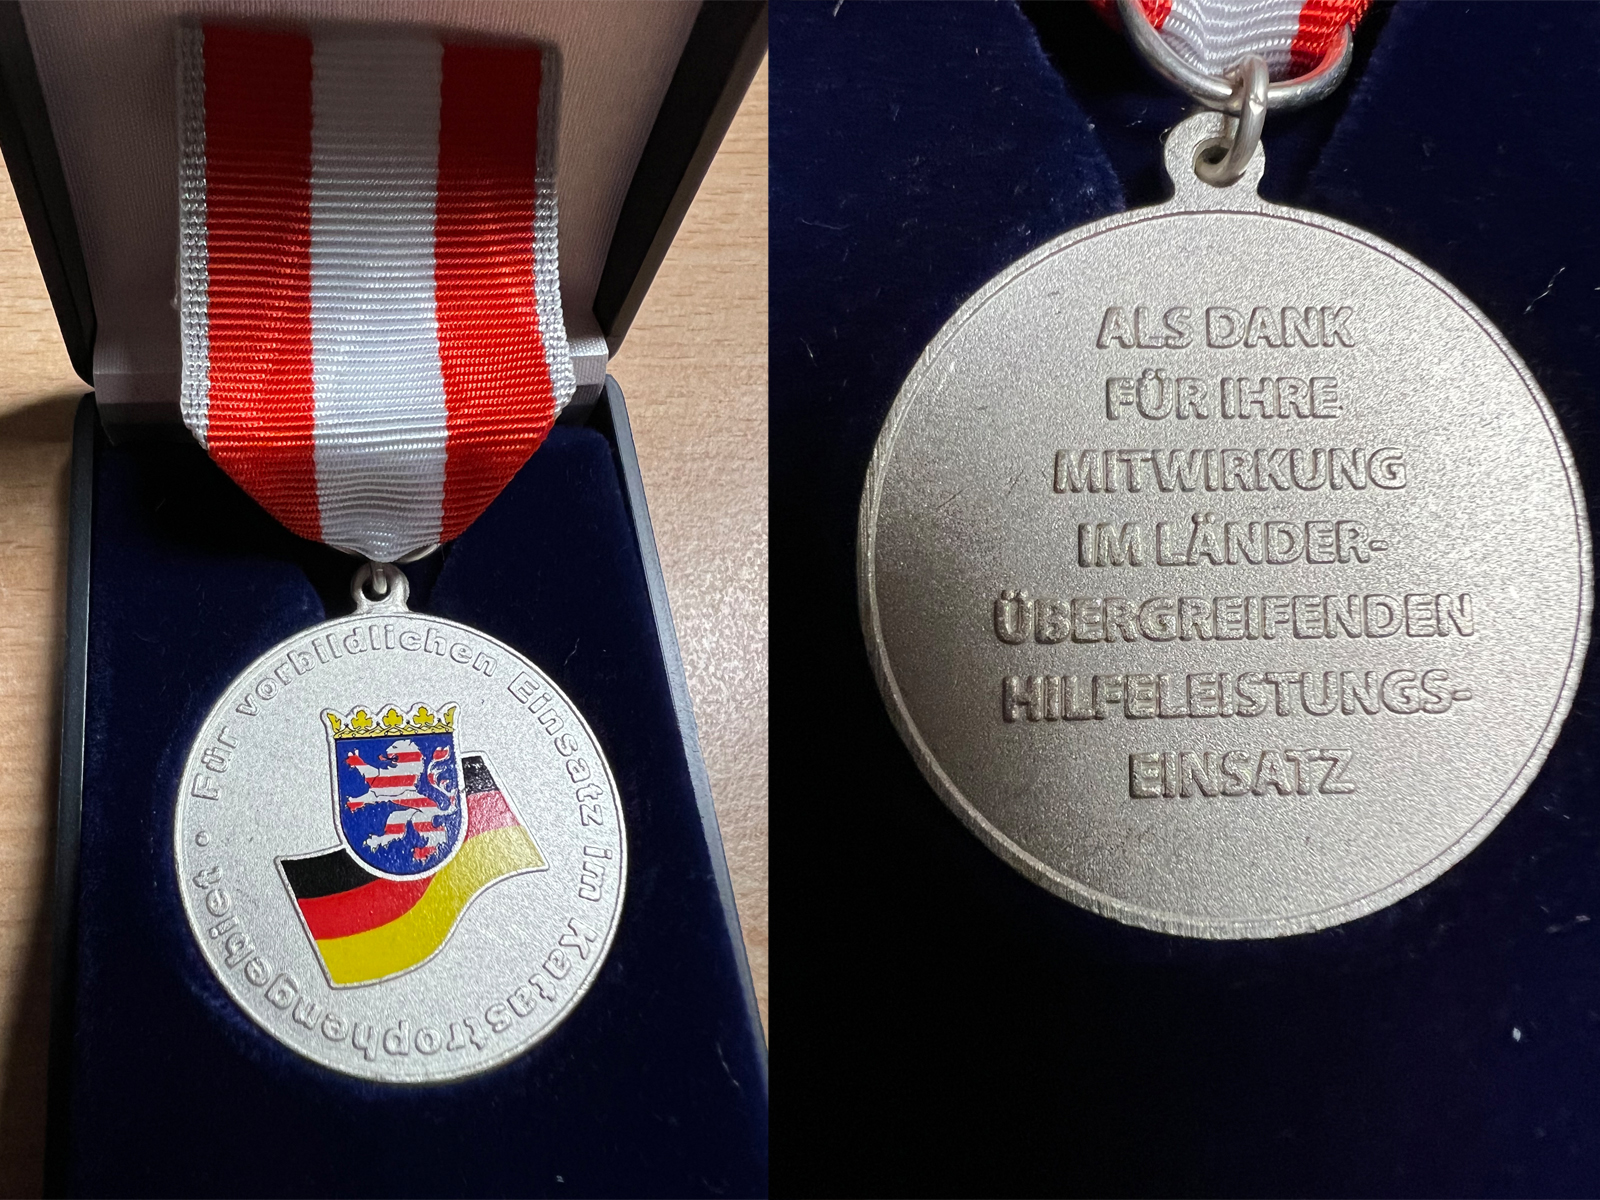 Für vorbildlichen Einsatz im Katastrophengebiet •
ALS DANK
FÜR IHRE
MITWIRKUNG
IM LÄNDER-
ÜBERGREIFENDEN
HILFELEISTUNGS-
EINSATZ